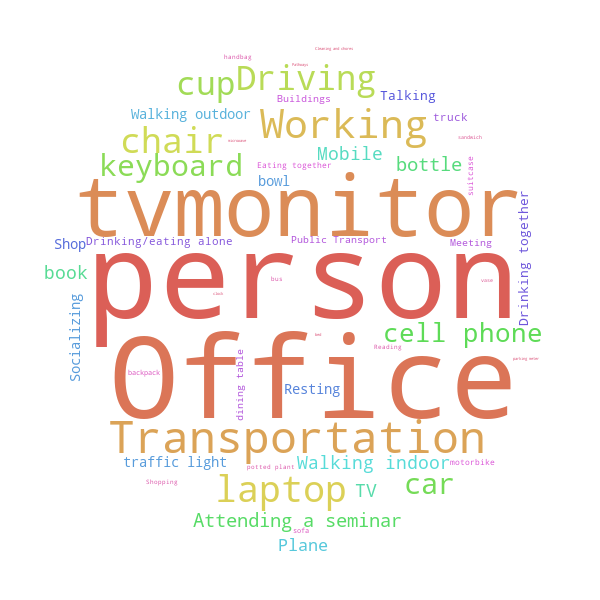 Cleaning and chores
handbag
Pathways
cup
Driving
Buildings
Talking
Walking outdoor
Working
truck
chair
microwave
sandwich
Mobile
keyboard
Eating together
bottle
bowl
suitcase
tvmonitor
Shop
Drinking/eating alone
Public Transport
Meeting
Drinking together
book
person
bus
vase
clock
Socializing
cell phone
Office
Reading
parking meter
backpack
dining table
Resting
Transportation
traffic light
potted plant
Walking indoor
motorbike
Shopping
laptop
TV
car
Attending a seminar
sofa
Plane